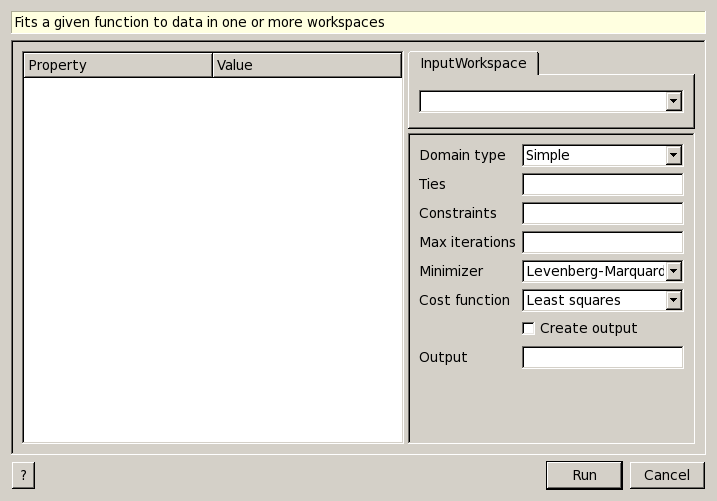 Fits a given function to data in one or more workspaces
Property Value
InputWorkspace
Domain type Simple
Ties
Constraints
Max iterations
Minimizer Levenberg-Marquard
Cost function Least squares
Create output
Output
? Run Cancel